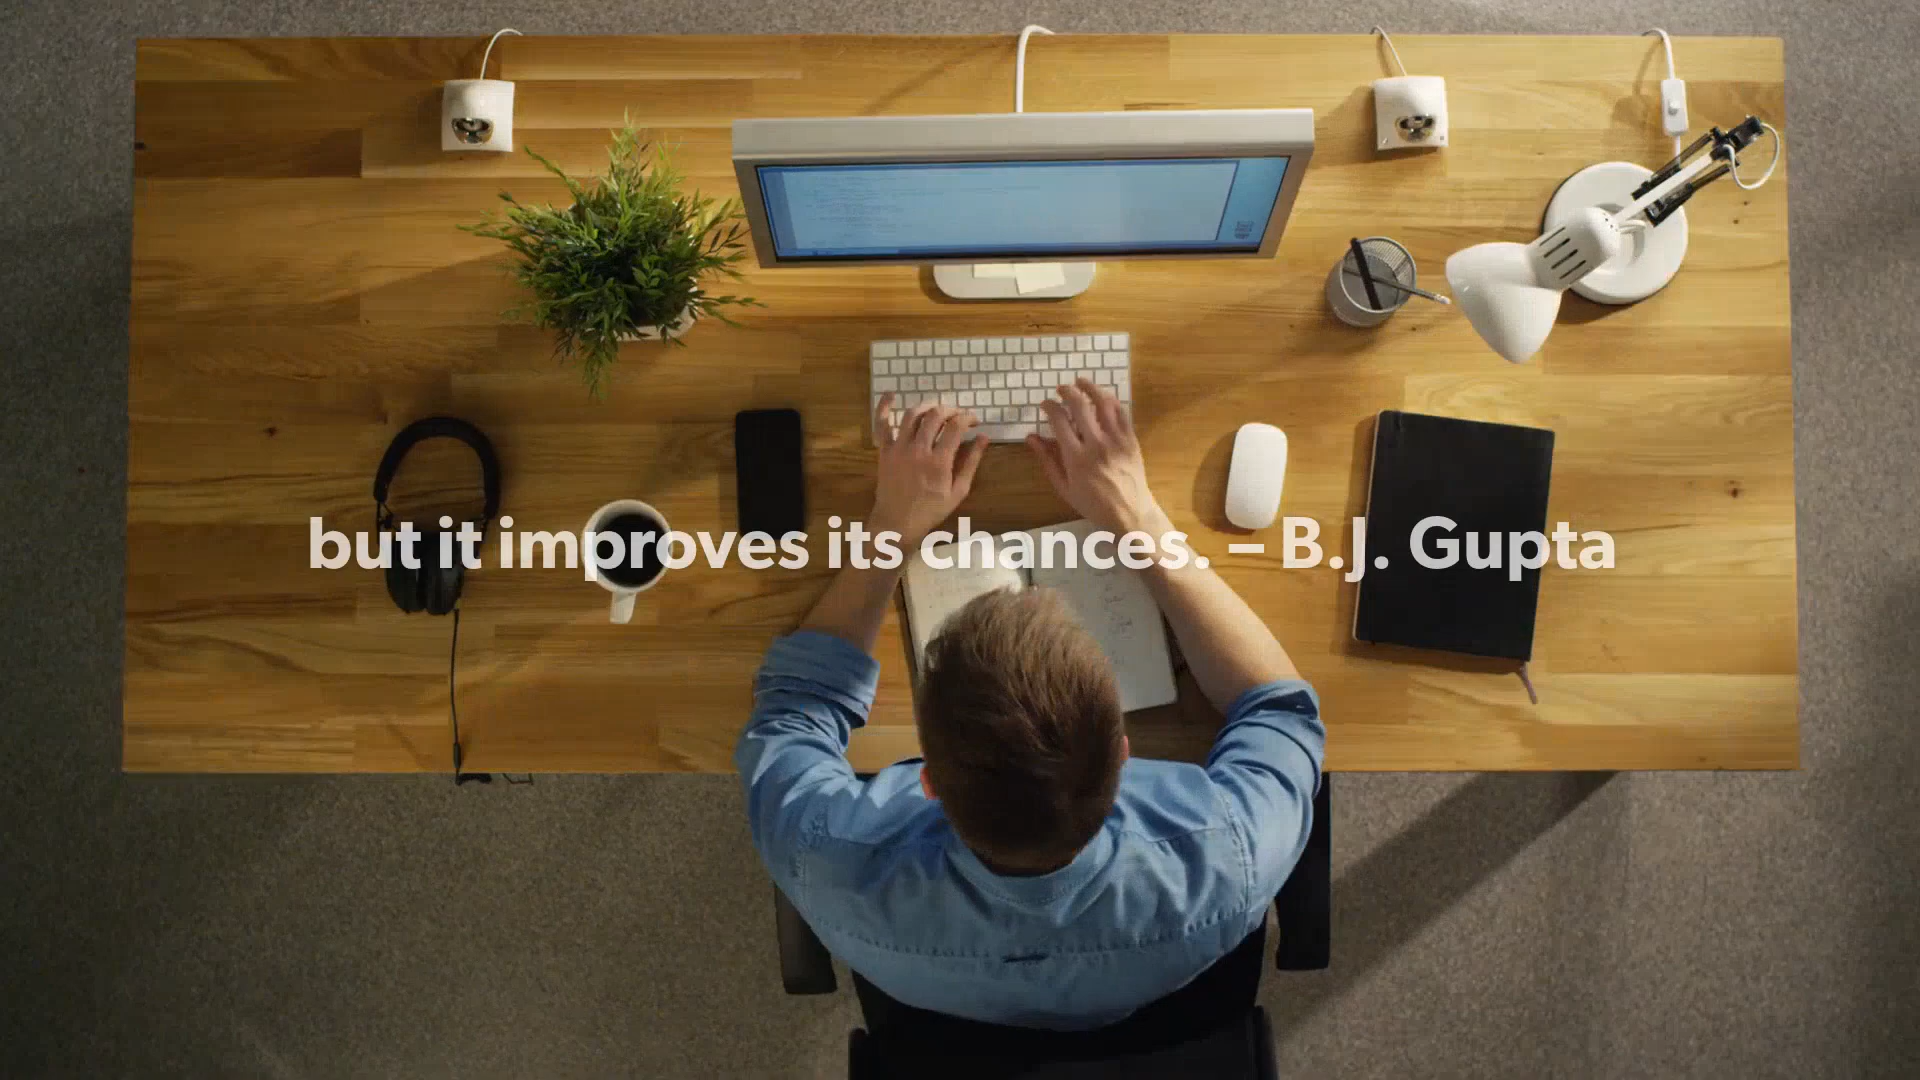 but it improves its chances. – B.J. Gupta